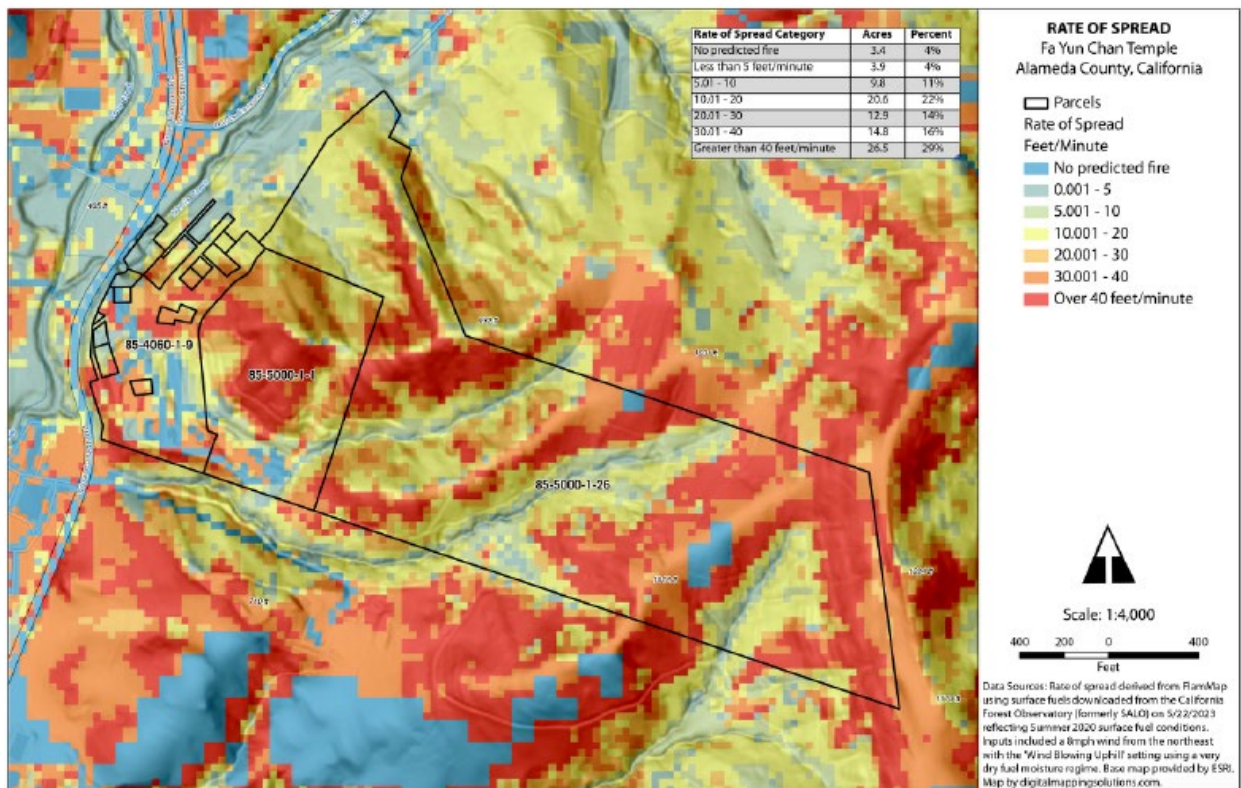 Rate of Spread Category Acres Percent
No predicted fire 3.4 4%
Less than 5 feet/minute 3.9 4%
5.01 - 10 9.8 11%
10.01 - 20 20.6 22%
20.01 - 30 12.9 14%
30.01 - 40 14.8 16%
Greater than 40 feet/minute 26.5 29%
85-4060-1-9
85-5000-1-1
85-5000-1-26
RATE OF SPREAD
Fa Yun Chan Temple
Alameda County, California
Parcels
Rate of Spread
Feet/Minute
No predicted fire
0.001 - 5
5.001 - 10
10.001 - 20
20.001 - 30
30.001 - 40
Over 40 feet/minute
Scale: 1:4,000
400 200 0 400
Feet
Data Sources: Rate of spread derived from FlamMap
using surface fuels downloaded from the California
Forest Observatory (formerly SALO) on 5/22/2023
reflecting Summer 2020 surface fuel conditions.
Inputs included a 8mph wind from the northeast
with the 'Wind Blowing Uphill' setting using a very
dry fuel moisture regime. Base map provided by ESRI.
Map by digitalmappingsolutions.com.